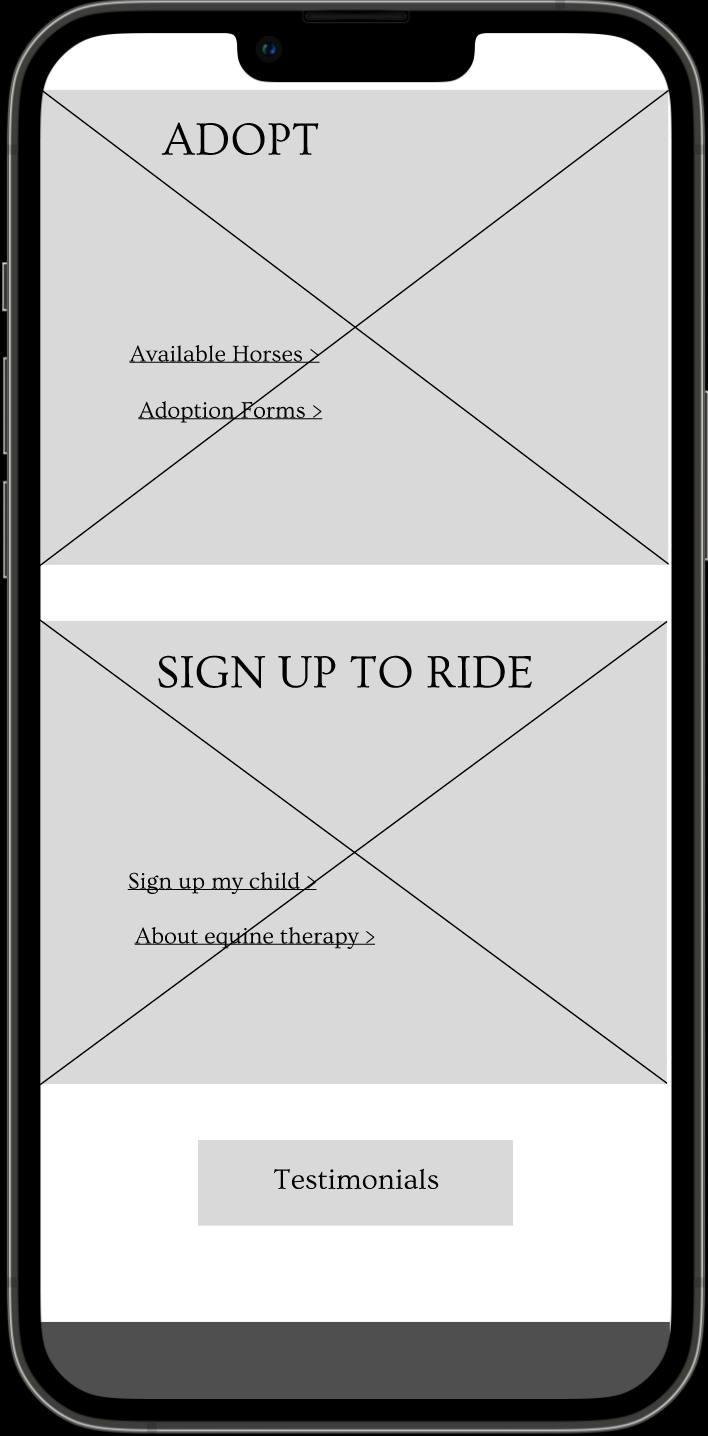 ADOPT
Available Horses >
Adoption Forms >
SIGN UP TO RIDE
Sign up my child >
About equine therapy >
Testimonials